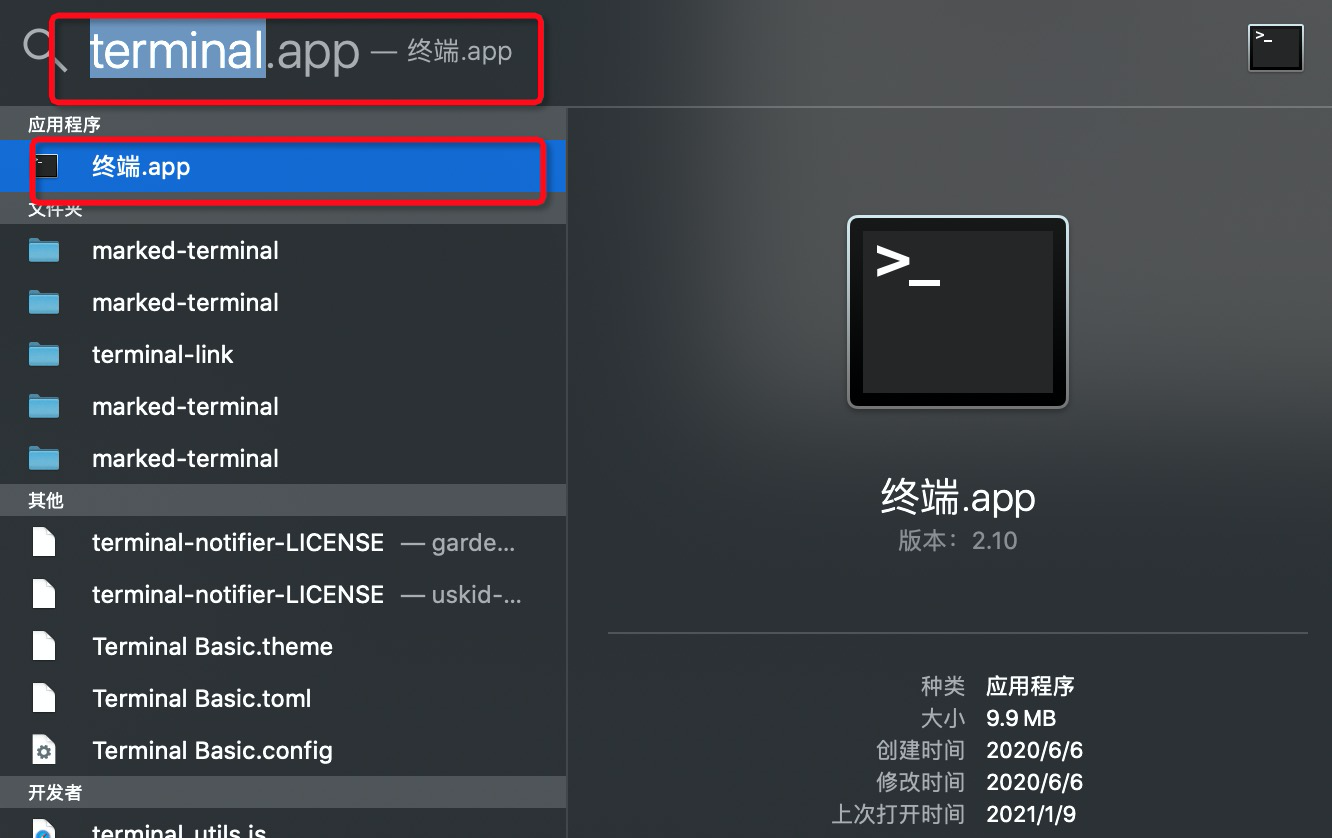 terminal.app — 终端.app
>_
应用程序
终端.app
文件夹
marked-terminal
marked-terminal
terminal-link
marked-terminal
marked-terminal
其他
terminal-notifier-LICENSE — garde...
terminal-notifier-LICENSE — uskid-...
Terminal Basic.theme
Terminal Basic.toml
Terminal Basic.config
开发者
terminal_utils.js
>_
终端.app
版本：2.10
种类 应用程序
大小 9.9 MB
创建时间 2020/6/6
修改时间 2020/6/6
上次打开时间 2021/1/9